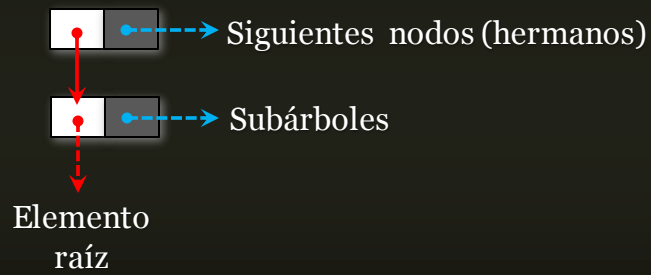 Siguientes nodos (hermanos)
Subárboles
Elemento
raíz